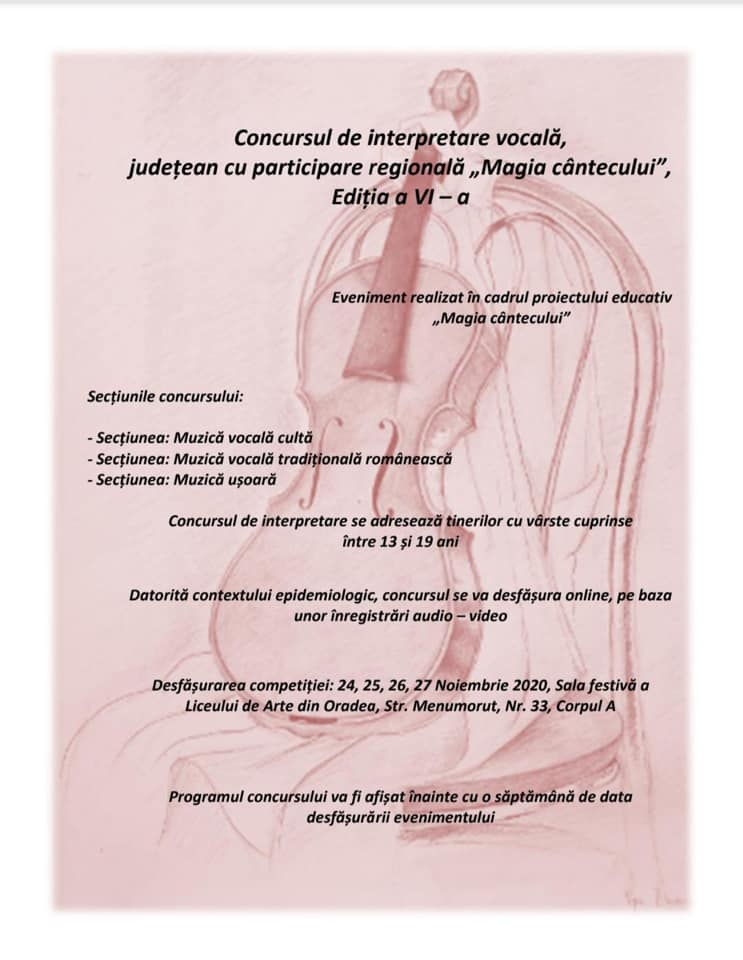 Concursul de interpretare vocală,
județean cu participare regională „Magia cântecului”,
Ediția a VI – a
Eveniment realizat în cadrul proiectului educativ
„Magia cântecului”
Secțiunile concursului:
- Secțiunea: Muzică vocală cultă
- Secțiunea: Muzică vocală tradițională românească
- Secțiunea: Muzică ușoară
Concursul de interpretare se adresează tinerilor cu vârste cuprinse
între 13 și 19 ani
Datorită contextului epidemiologic, concursul se va desfășura online, pe baza
unor înregistrări audio – video
Desfășurarea competiției: 24, 25, 26, 27 Noiembrie 2020, Sala festivă a
Liceului de Arte din Oradea, Str. Menumorut, Nr. 33, Corpul A
Programul concursului va fi afișat înainte cu o săptămână de data
desfășurării evenimentului